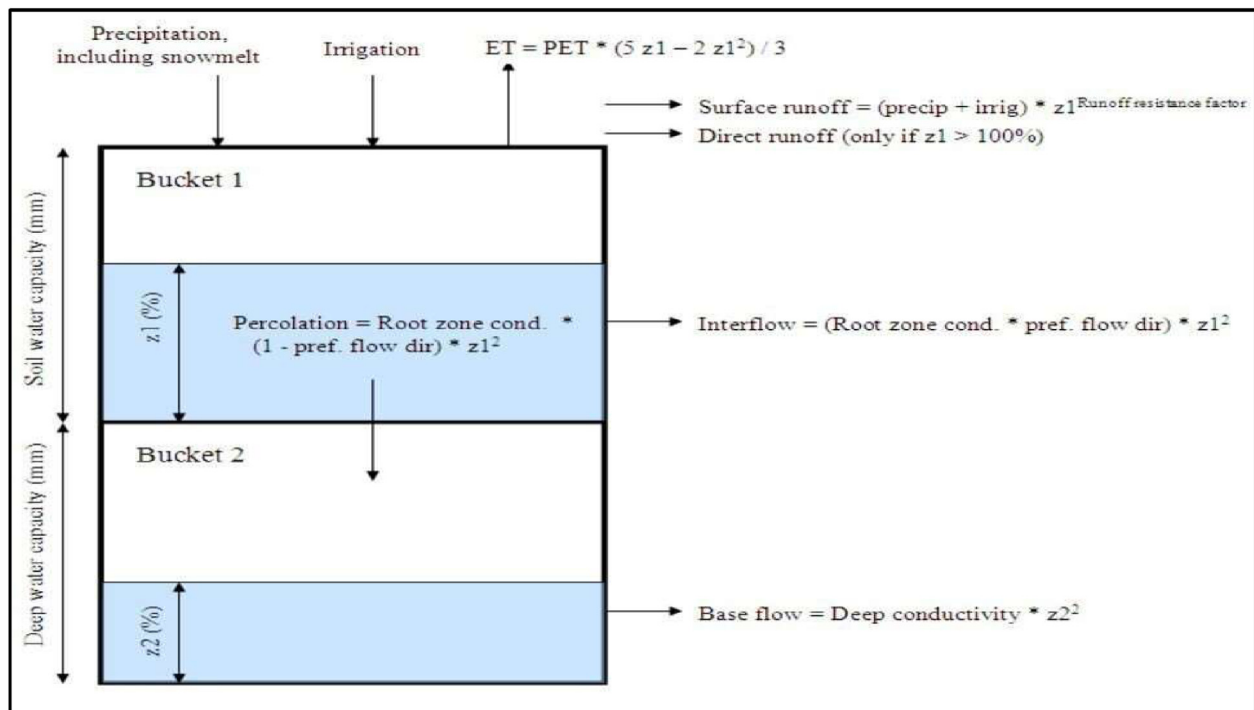 Precipitation,
including snowmelt
Irrigation
ET = PET * (5 z1 – 2 z1²) / 3
Surface runoff = (precip + irrig) * z1^Runoff resistance factor
Direct runoff (only if z1 > 100%)
Bucket 1
Soil water capacity (mm)
z1 (%)
Percolation = Root zone cond. *
(1 - pref. flow dir) * z1²
Interflow = (Root zone cond. * pref. flow dir) * z1²
Bucket 2
Deep water capacity (mm)
z2 (%)
Base flow = Deep conductivity * z2²